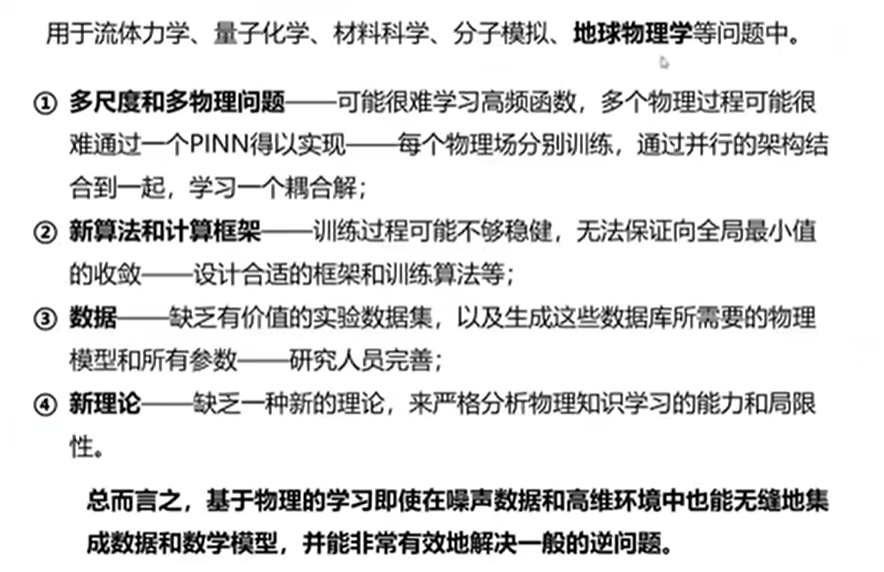 用于流体力学、量子化学、材料科学、分子模拟、地球物理学等问题中。
① 多尺度和多物理问题——可能很难学习高频函数，多个物理过程可能很
难通过一个PINN得以实现——每个物理场分别训练，通过并行的架构结
合到一起，学习一个耦合解；
② 新算法和计算框架——训练过程可能不够稳健，无法保证向全局最小值
的收敛——设计合适的框架和训练算法等；
③ 数据——缺乏有价值的实验数据集，以及生成这些数据库所需要的物理
模型和所有参数——研究人员完善；
④ 新理论——缺乏一种新的理论，来严格分析物理知识学习的能力和局限
性。
总而言之，基于物理的学习即使在噪声数据和高维环境中也能无缝地集
成数据和数学模型，并能非常有效地解决一般的逆问题。